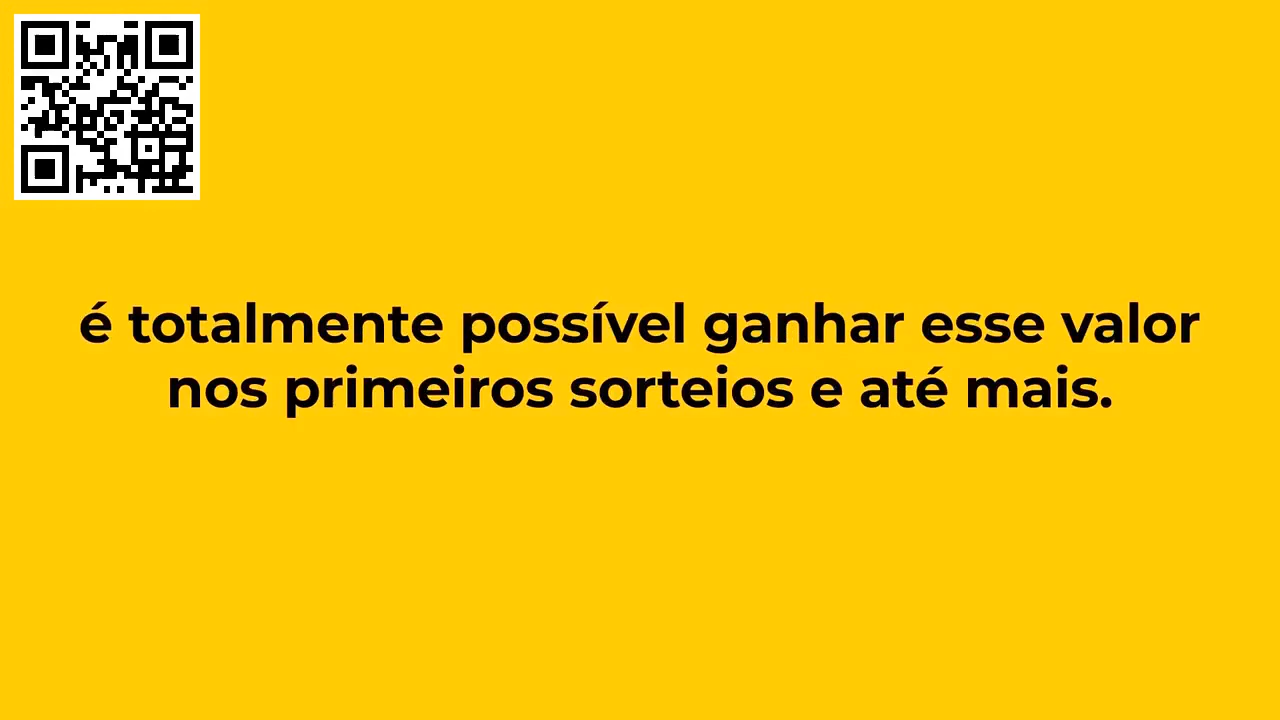 é totalmente possível ganhar esse valor
nos primeiros sorteios e até mais.